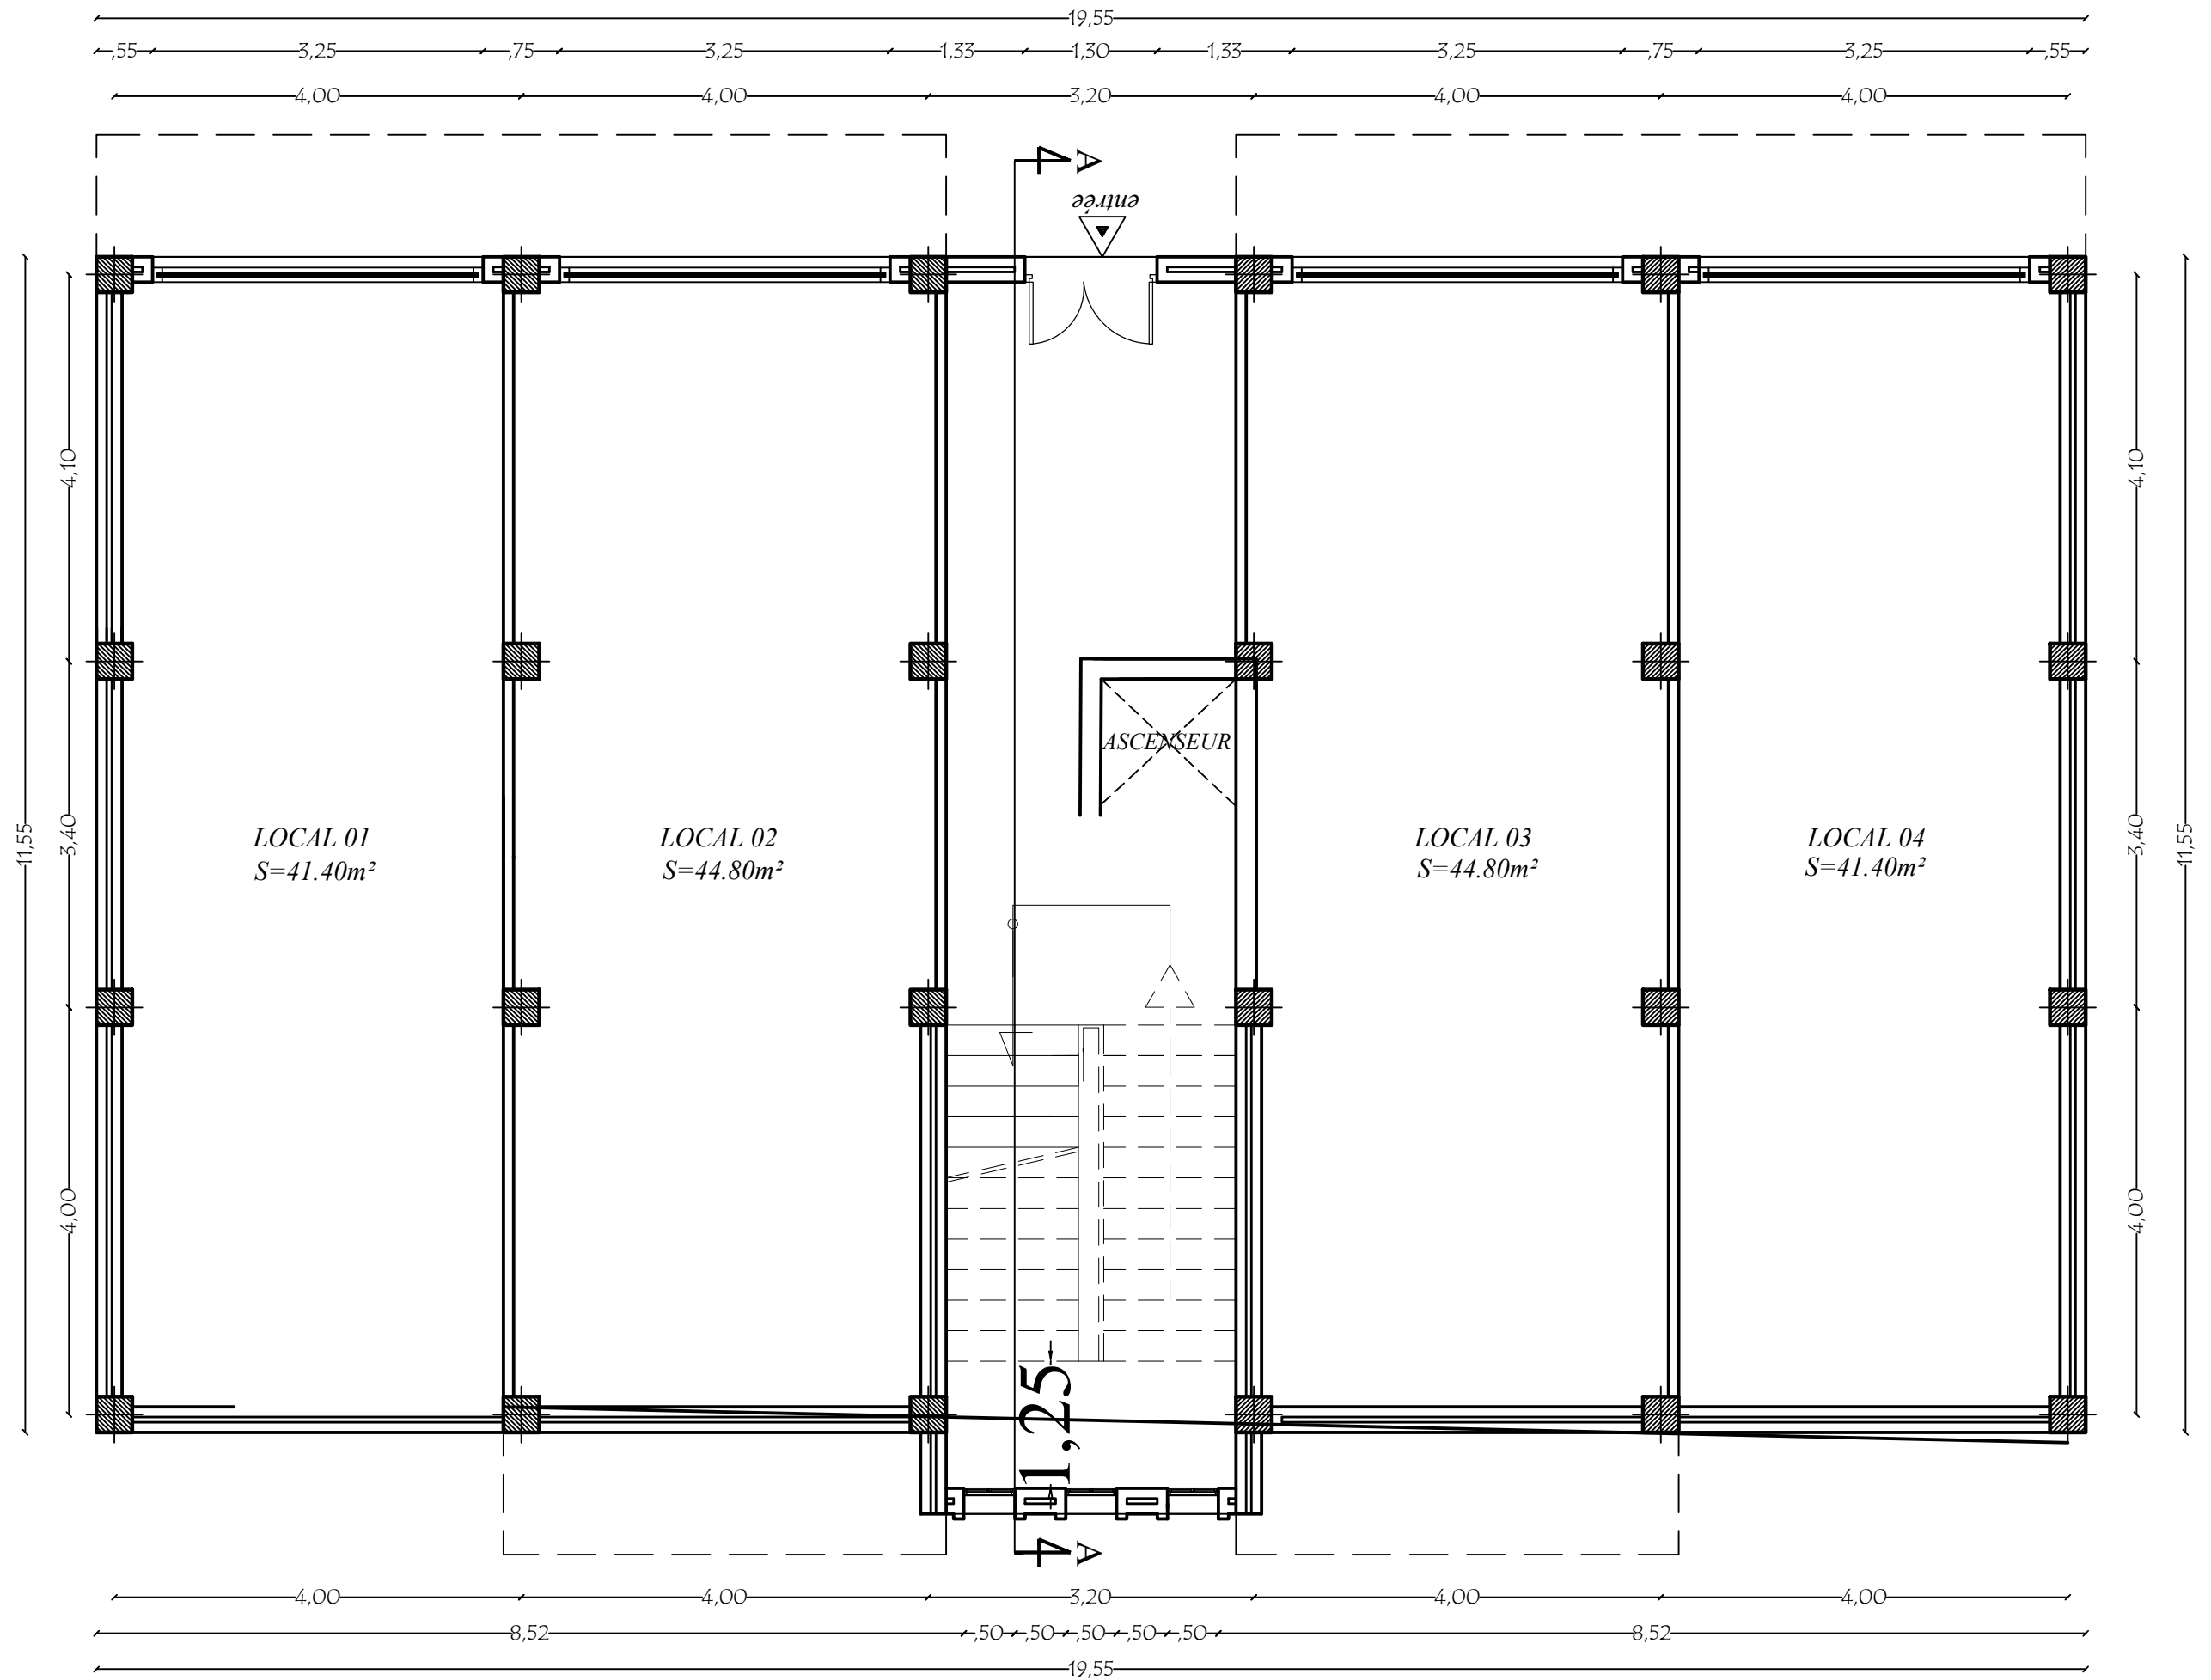 19,55
,55 3,25 ,75 3,25 1,33 1,30 1,33 3,25 ,75 3,25 ,55
4,00 4,00 3,20 4,00 4,00
A
entrée
4,10
4,10
ASCENSEUR
11,55
3,40
LOCAL 01
S=41.40m²
LOCAL 02
S=44.80m²
LOCAL 03
S=44.80m²
LOCAL 04
S=41.40m²
3,40
11,55
4,00
4,00
1,25
A
4,00 4,00 3,20 4,00 4,00
8,52 ,50 ,50 ,50 ,50 ,50 8,52
19,55